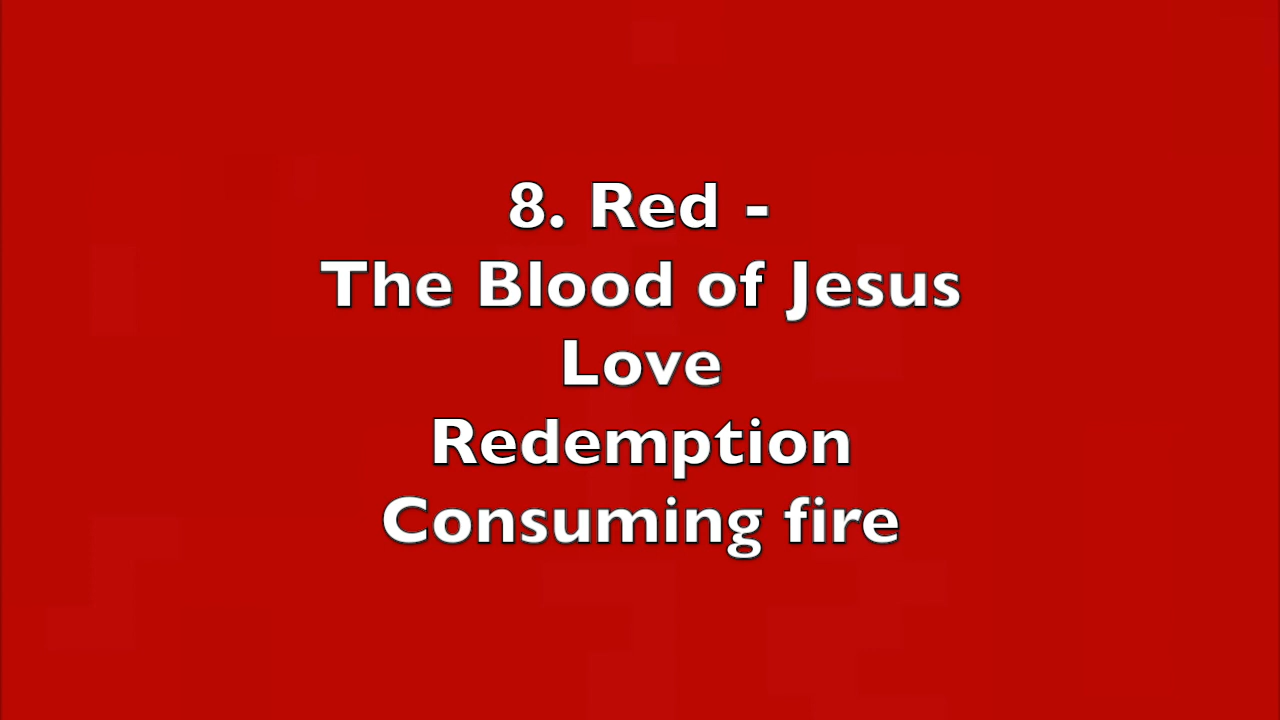 8. Red -
The Blood of Jesus
Love
Redemption
Consuming fire